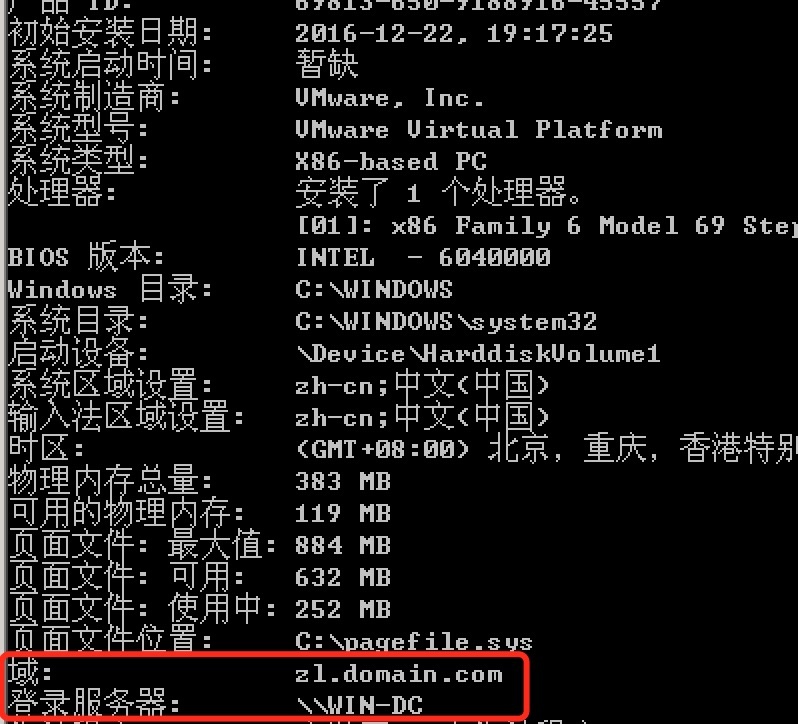 产品 ID: 69813-650-9188916-45557
初始安装日期: 2016-12-22, 19:17:25
系统启动时间: 暂缺
系统制造商: VMware, Inc.
系统型号: VMware Virtual Platform
系统类型: X86-based PC
处理器: 安装了 1 个处理器。
[01]: x86 Family 6 Model 69 Step
BIOS 版本: INTEL - 6040000
Windows 目录: C:\WINDOWS
系统目录: C:\WINDOWS\system32
启动设备: \Device\HarddiskVolume1
系统区域设置: zh-cn;中文(中国)
输入法区域设置: zh-cn;中文(中国)
时区: (GMT+08:00) 北京, 重庆, 香港特别
物理内存总量: 383 MB
可用的物理内存: 119 MB
页面文件: 最大值: 884 MB
页面文件: 可用: 632 MB
页面文件: 使用中: 252 MB
页面文件位置: C:\pagefile.sys
域: zl.domain.com
登录服务器: \\WIN-DC